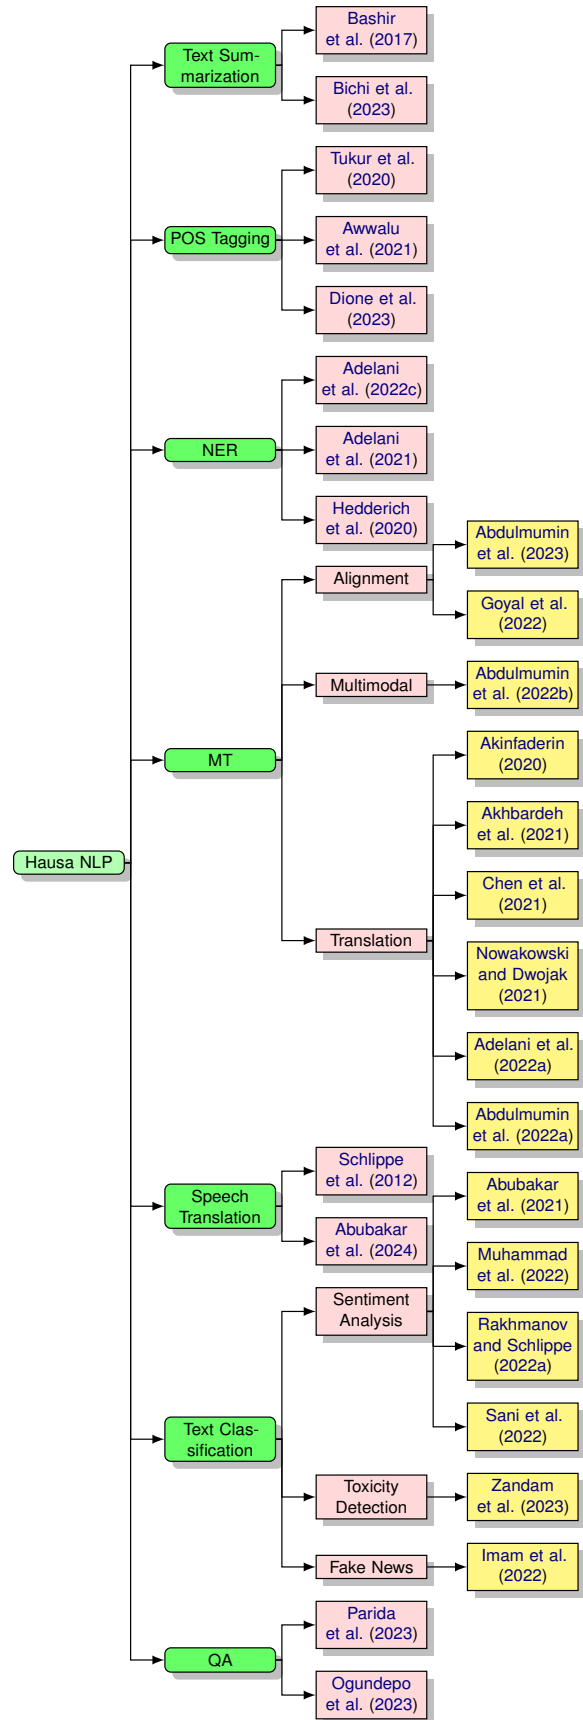 Hausa NLP
Text Sum-
marization
Bashir
et al. (2017)
Bichi et al.
(2023)
POS Tagging
Tukur et al.
(2020)
Awwalu
et al. (2021)
Dione et al.
(2023)
NER
Adelani
et al. (2022c)
Adelani
et al. (2021)
Hedderich
et al. (2020)
MT
Alignment
Abdulmumin
et al. (2023)
Goyal et al.
(2022)
Multimodal
Abdulmumin
et al. (2022b)
Translation
Akinfaderin
(2020)
Akhbardeh
et al. (2021)
Chen et al.
(2021)
Nowakowski
and Dwojak
(2021)
Adelani et al.
(2022a)
Abdulmumin
et al. (2022a)
Speech
Translation
Schlippe
et al. (2012)
Abubakar
et al. (2024)
Text Clas-
sification
Sentiment
Analysis
Abubakar
et al. (2021)
Muhammad
et al. (2022)
Rakhmanov
and Schlippe
(2022a)
Sani et al.
(2022)
Toxicity
Detection
Zandam
et al. (2023)
Fake News
Imam et al.
(2022)
QA
Parida
et al. (2023)
Ogundepo
et al. (2023)